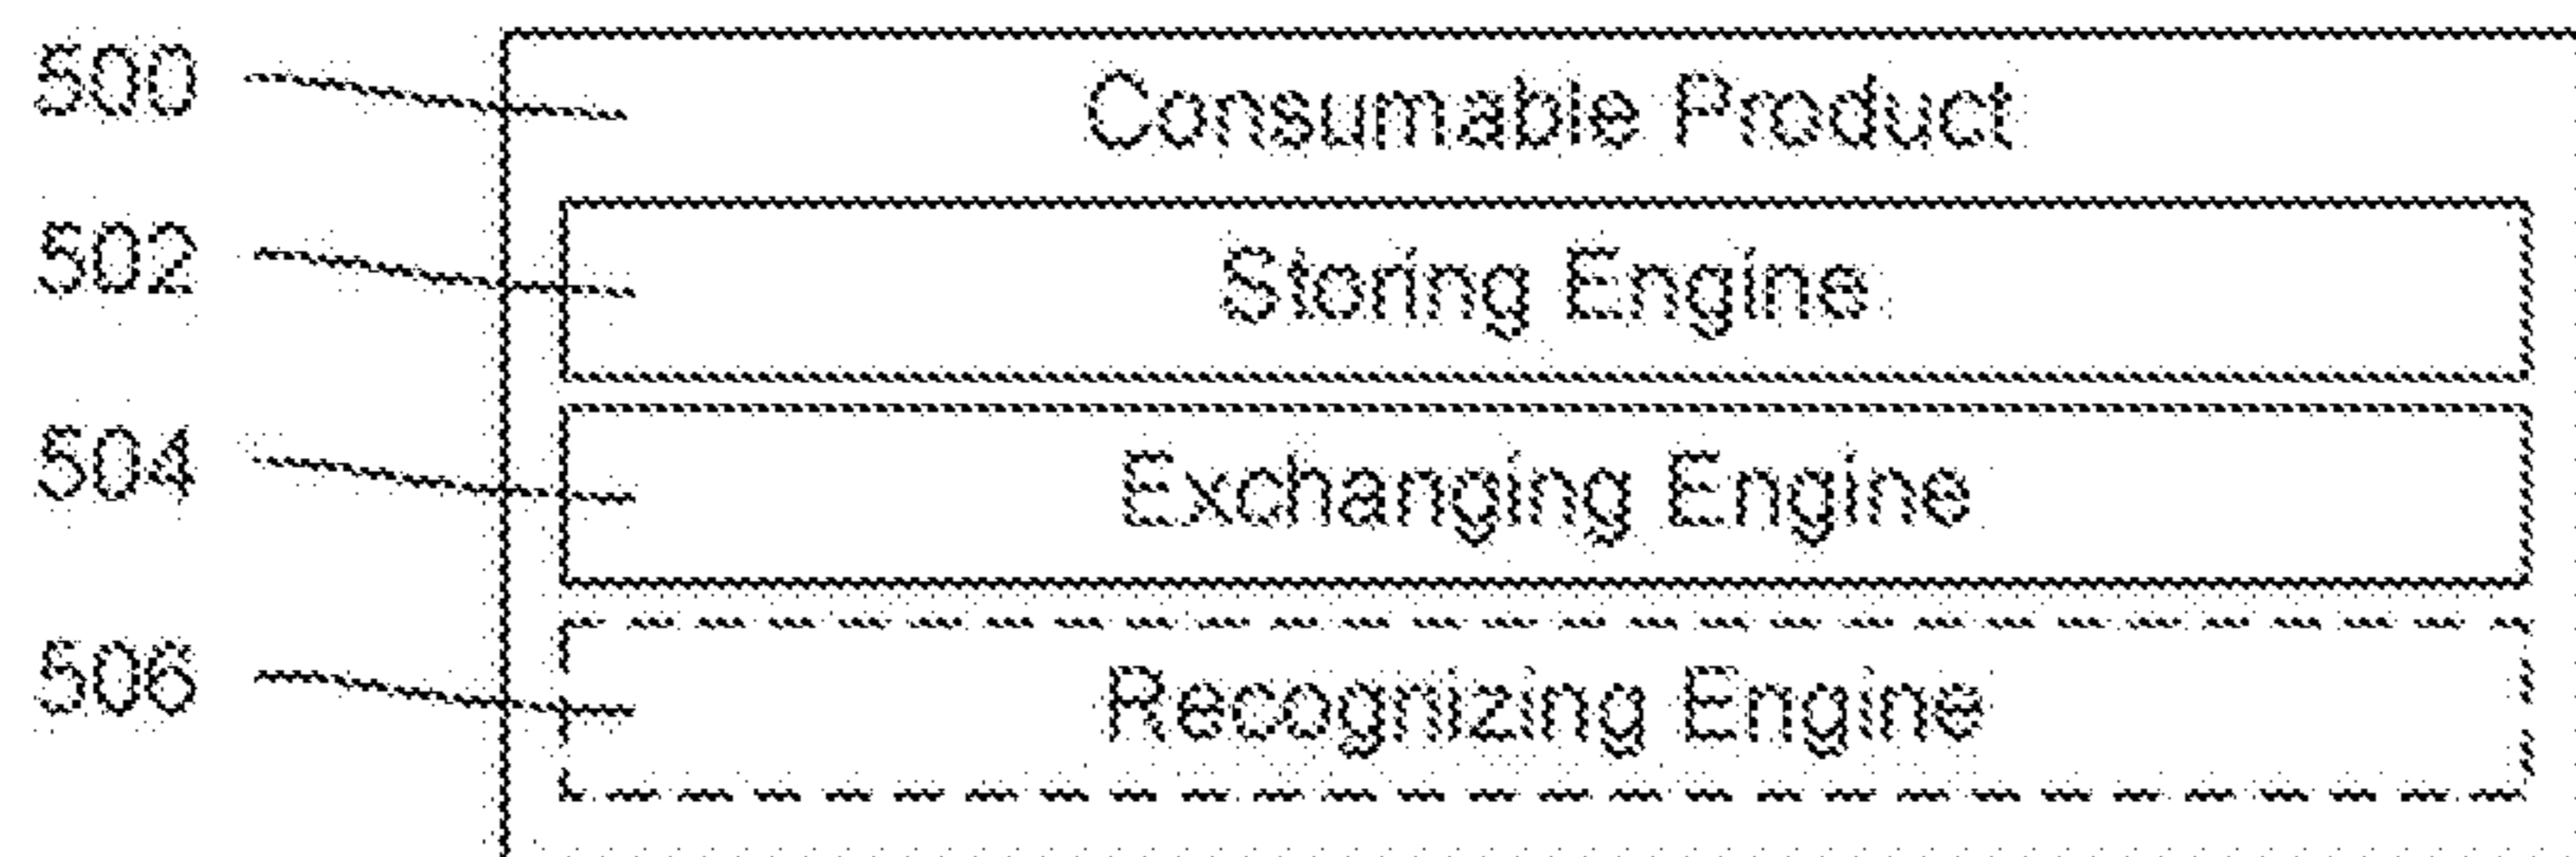 500 Consumable Product
502 Storing Engine
504 Exchanging Engine
506 Recognizing Engine